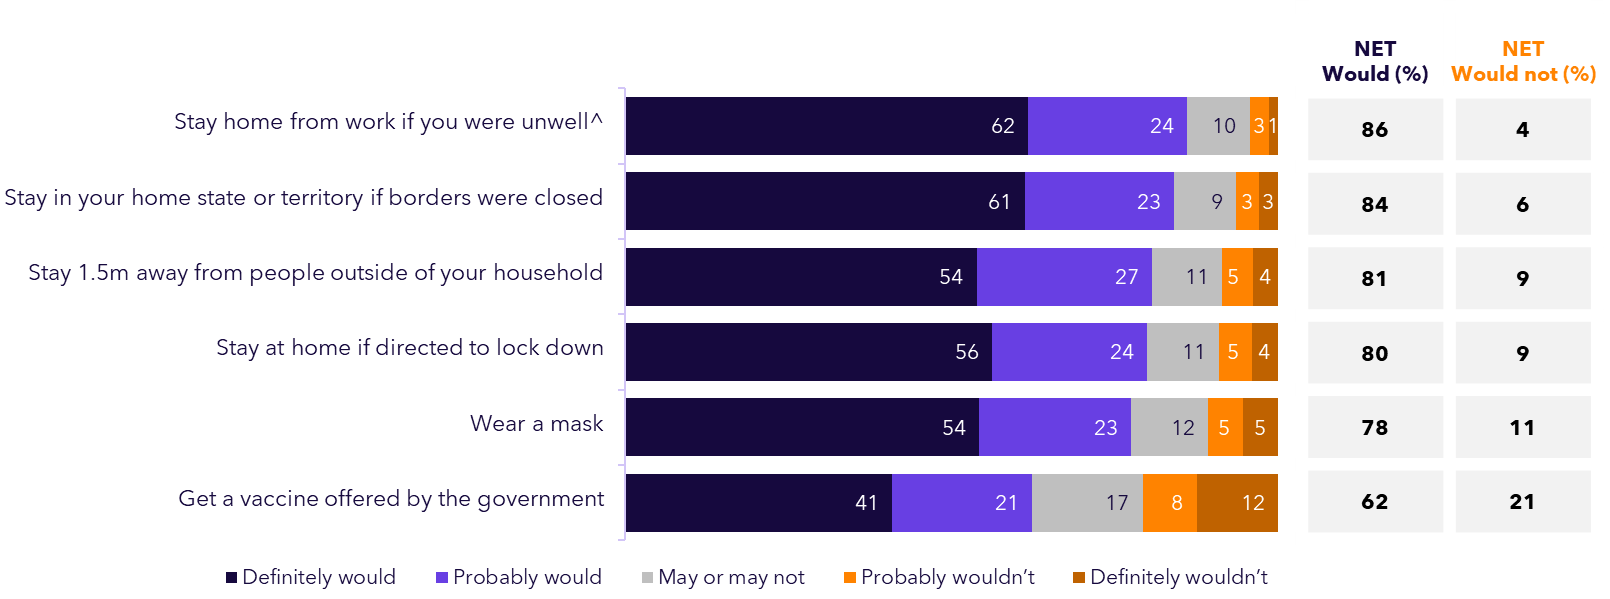 NET
Would (%)
NET
Would not (%)
Stay home from work if you were unwell^ 62 24 10 3 1 86 4
Stay in your home state or territory if borders were closed 61 23 9 3 3 84 6
Stay 1.5m away from people outside of your household 54 27 11 5 4 81 9
Stay at home if directed to lock down 56 24 11 5 4 80 9
Wear a mask 54 23 12 5 5 78 11
Get a vaccine offered by the government 41 21 17 8 12 62 21
Definitely would Probably would May or may not Probably wouldn’t Definitely wouldn’t